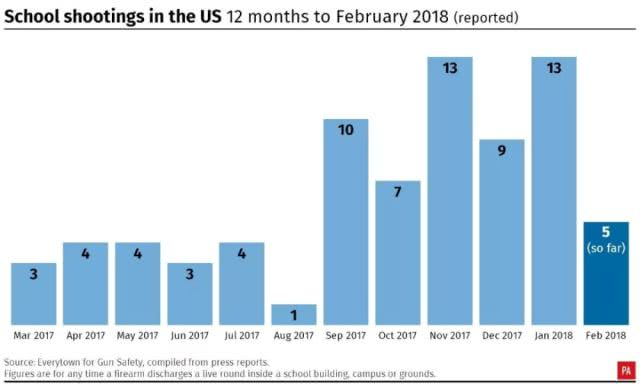 School shootings in the US 12 months to February 2018 (reported)
3
4
4
3
4
1
10
7
13
9
13
5
(so far)
Mar 2017 Apr 2017 May 2017 Jun 2017 Jul 2017 Aug 2017 Sep 2017 Oct 2017 Nov 2017 Dec 2017 Jan 2018 Feb 2018
Source: Everytown for Gun Safety, compiled from press reports.
Figures are for any time a firearm discharges a live round inside a school building, campus or grounds.
PA